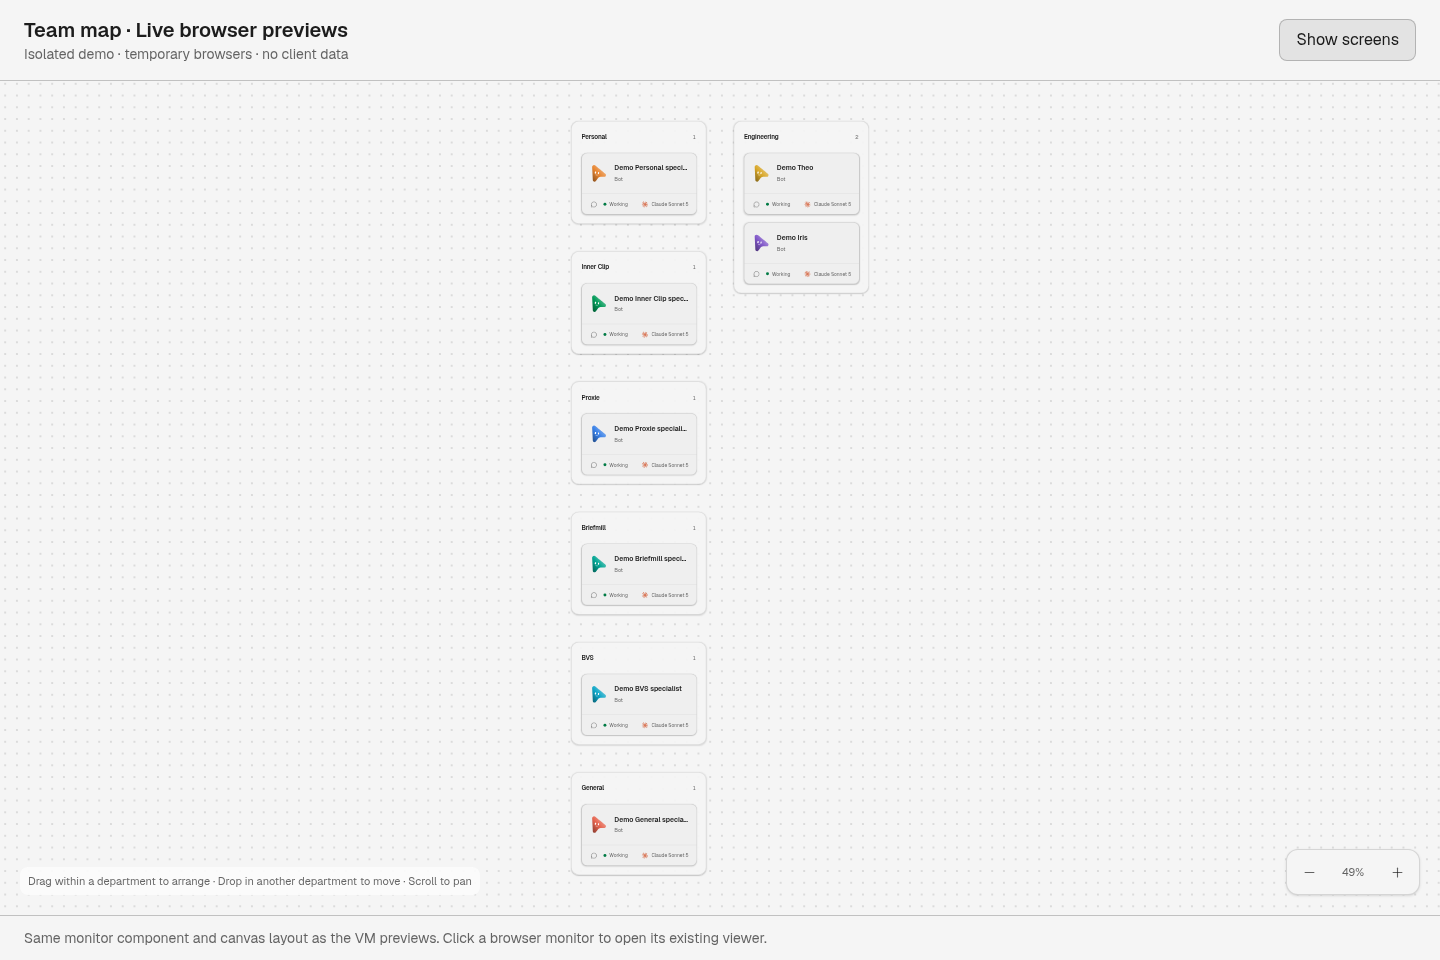 Team map · Live browser previews
Isolated demo · temporary browsers · no client data
Show screens
Personal 1
Demo Personal speci...
Bot
Working Claude Sonnet 5
Inner Clip 1
Demo Inner Clip spec...
Bot
Working Claude Sonnet 5
Proxie 1
Demo Proxie speciali...
Bot
Working Claude Sonnet 5
Briefmill 1
Demo Briefmill speci...
Bot
Working Claude Sonnet 5
BVS 1
Demo BVS specialist
Bot
Working Claude Sonnet 5
General 1
Demo General specia...
Bot
Working Claude Sonnet 5
Engineering 2
Demo Theo
Bot
Working Claude Sonnet 5
Demo Iris
Bot
Working Claude Sonnet 5
Drag within a department to arrange · Drop in another department to move · Scroll to pan
49%
Same monitor component and canvas layout as the VM previews. Click a browser monitor to open its existing viewer.